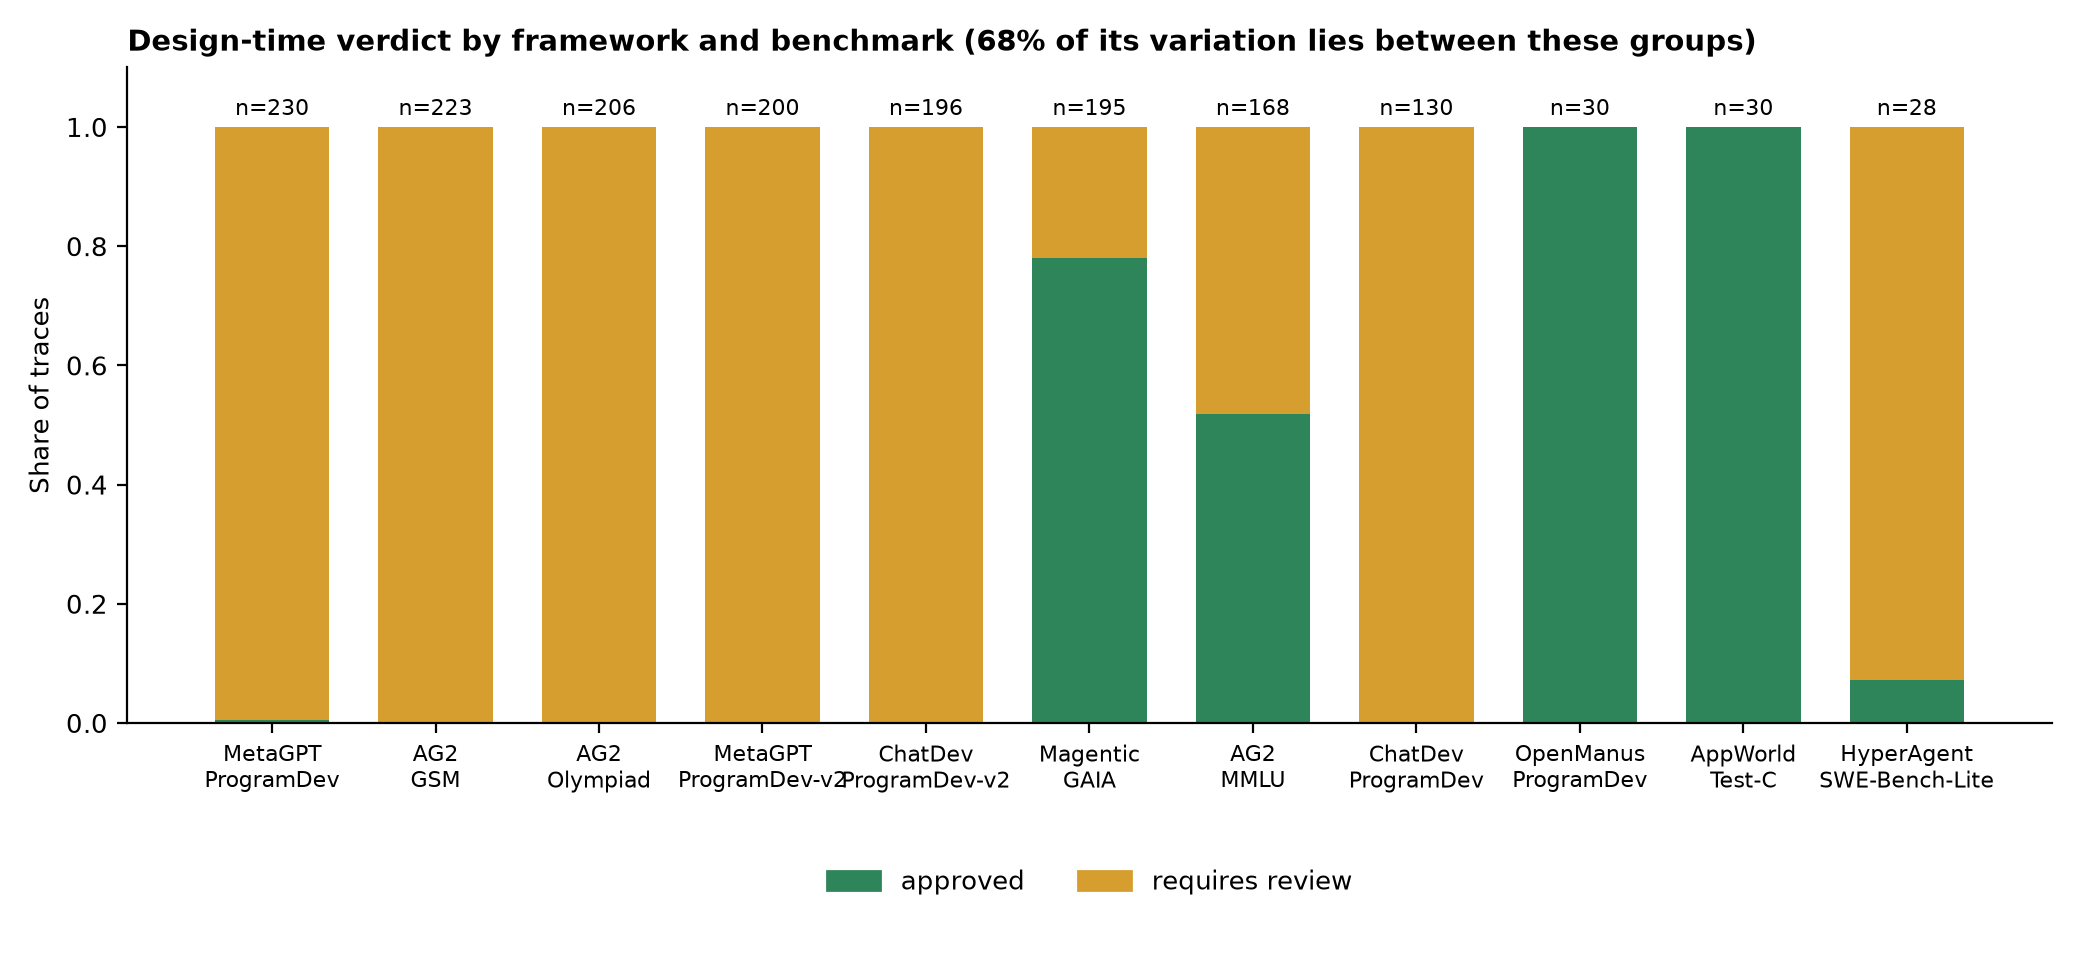 Design-time verdict by framework and benchmark (68% of its variation lies between these groups)
n=230 n=223 n=206 n=200 n=196 n=195 n=168 n=130 n=30 n=30 n=28
Share of traces
1.0
0.8
0.6
0.4
0.2
0.0
MetaGPT ProgramDev
AG2 GSM
AG2 Olympiad
MetaGPT ProgramDev-v2
ChatDev ProgramDev-v2
Magentic GAIA
AG2 MMLU
ChatDev ProgramDev
OpenManus ProgramDev
AppWorld Test-C
HyperAgent SWE-Bench-Lite
approved
requires review